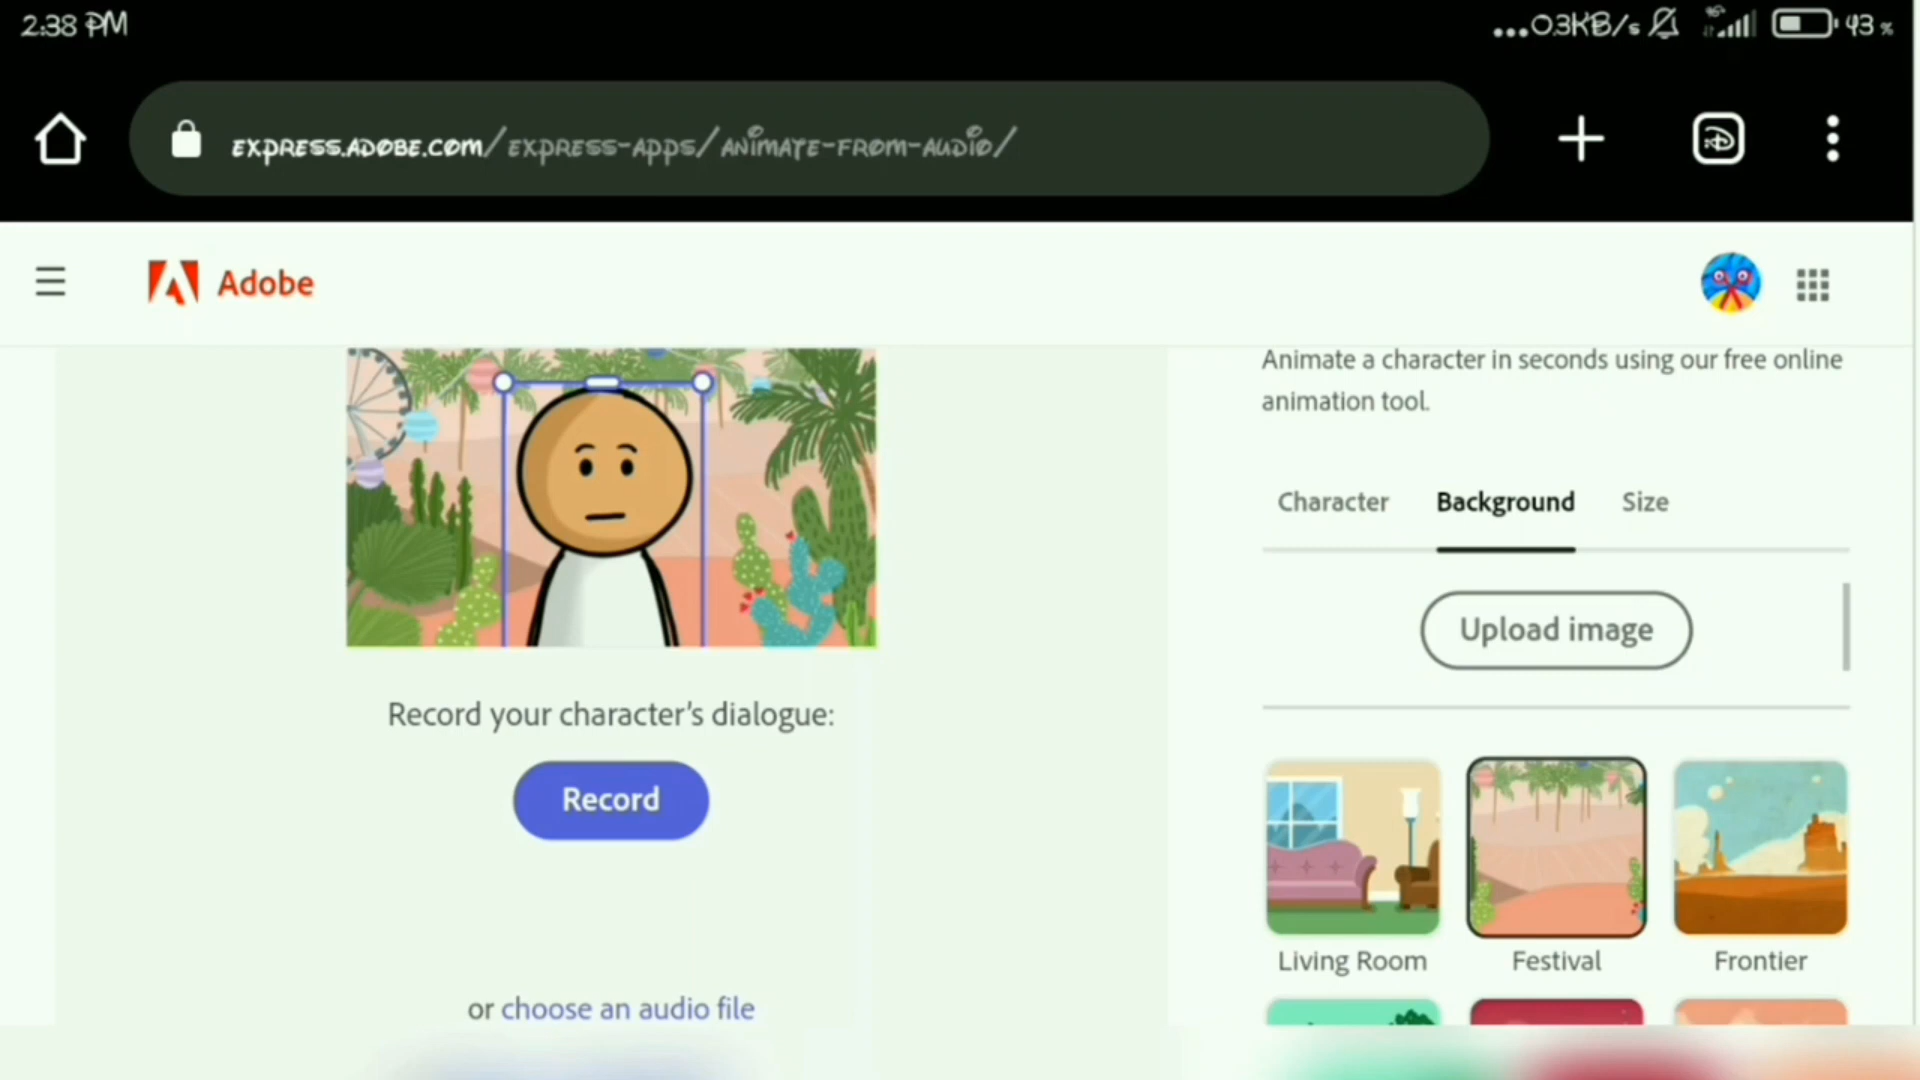 2:38 PM
...0.3KB/s 43 %
EXPRESS.ADOBE.COM/EXPRESS-APPS/ANIMATE-FROM-AUDIO/
Adobe
Animate a character in seconds using our free online
animation tool.
Character Background Size
Upload image
Record your character's dialogue:
Record
Living Room Festival Frontier
or choose an audio file